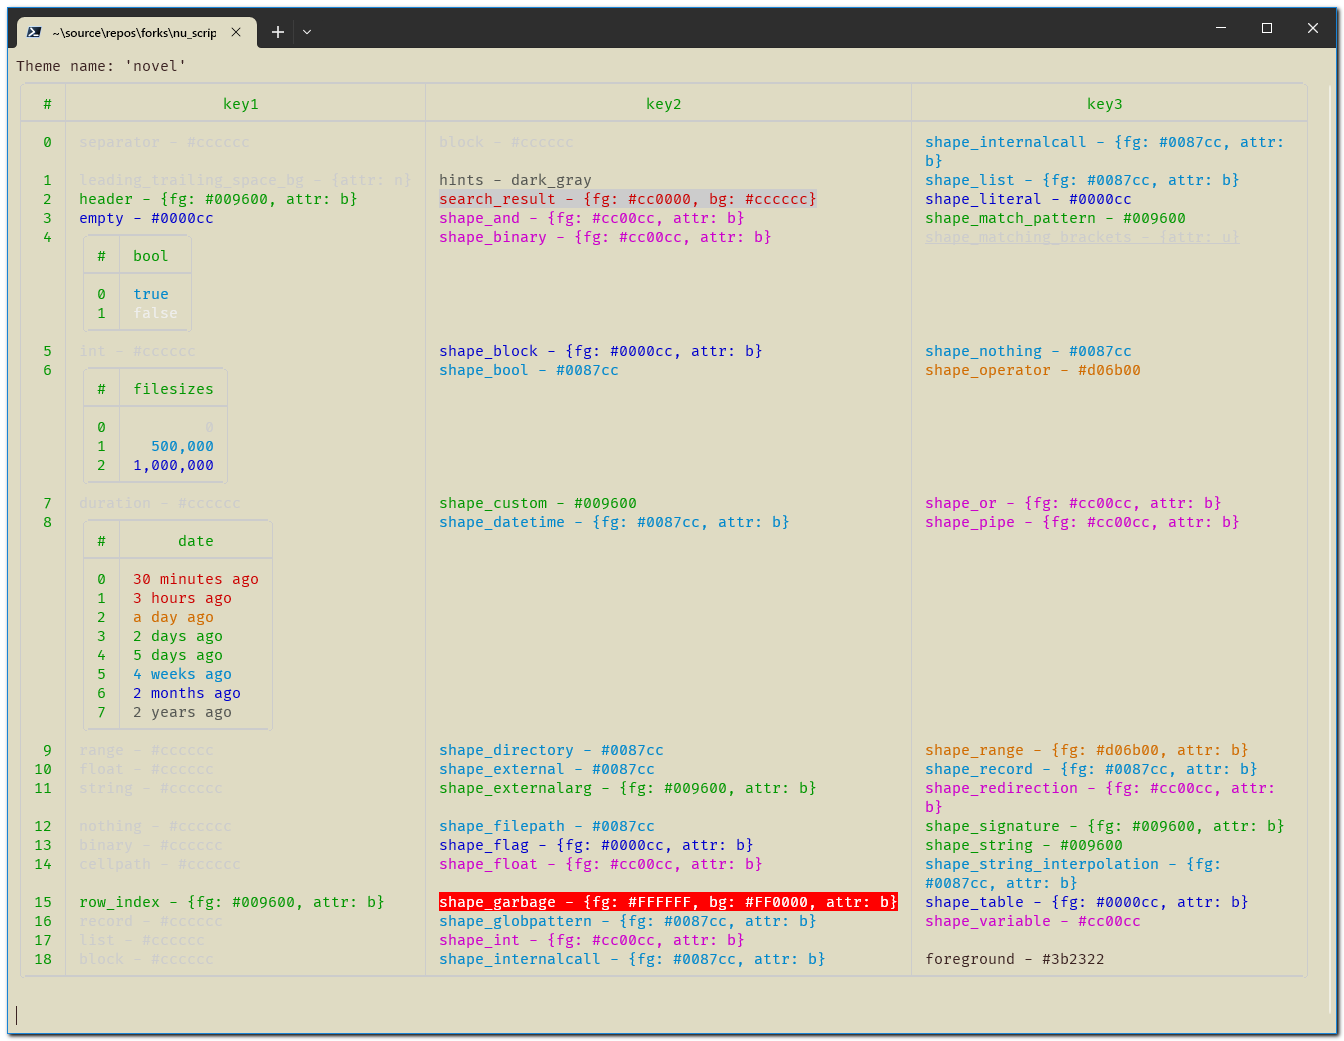 ~\source\repos\forks\nu_scrip
Theme name: 'novel'
# key1 key2 key3
0 separator - #cccccc block - #cccccc shape_internalcall - {fg: #0087cc, attr:
b}
1 leading_trailing_space_bg - {attr: n} hints - dark_gray shape_list - {fg: #0087cc, attr: b}
2 header - {fg: #009600, attr: b} search_result - {fg: #cc0000, bg: #cccccc} shape_literal - #0000cc
3 empty - #0000cc shape_and - {fg: #cc00cc, attr: b} shape_match_pattern - #009600
4 shape_binary - {fg: #cc00cc, attr: b} shape_matching_brackets - {attr: u}
# bool
0 true
1 false
5 int - #cccccc shape_block - {fg: #0000cc, attr: b} shape_nothing - #0087cc
6 shape_bool - #0087cc shape_operator - #d06b00
# filesizes
0 0
1 500,000
2 1,000,000
7 duration - #cccccc shape_custom - #009600 shape_or - {fg: #cc00cc, attr: b}
8 shape_datetime - {fg: #0087cc, attr: b} shape_pipe - {fg: #cc00cc, attr: b}
# date
0 30 minutes ago
1 3 hours ago
2 a day ago
3 2 days ago
4 5 days ago
5 4 weeks ago
6 2 months ago
7 2 years ago
9 range - #cccccc shape_directory - #0087cc shape_range - {fg: #d06b00, attr: b}
10 float - #cccccc shape_external - #0087cc shape_record - {fg: #0087cc, attr: b}
11 string - #cccccc shape_externalarg - {fg: #009600, attr: b} shape_redirection - {fg: #cc00cc, attr:
b}
12 nothing - #cccccc shape_filepath - #0087cc shape_signature - {fg: #009600, attr: b}
13 binary - #cccccc shape_flag - {fg: #0000cc, attr: b} shape_string - #009600
14 cellpath - #cccccc shape_float - {fg: #cc00cc, attr: b} shape_string_interpolation - {fg:
#0087cc, attr: b}
15 row_index - {fg: #009600, attr: b} shape_garbage - {fg: #FFFFFF, bg: #FF0000, attr: b} shape_table - {fg: #0000cc, attr: b}
16 record - #cccccc shape_globpattern - {fg: #0087cc, attr: b} shape_variable - #cc00cc
17 list - #cccccc shape_int - {fg: #cc00cc, attr: b}
18 block - #cccccc shape_internalcall - {fg: #0087cc, attr: b} foreground - #3b2322